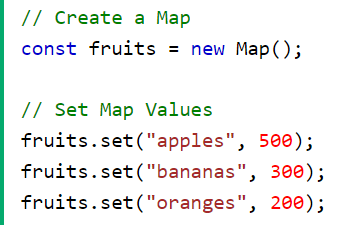 // Create a Map
const fruits = new Map();
// Set Map Values
fruits.set("apples", 500);
fruits.set("bananas", 300);
fruits.set("oranges", 200);